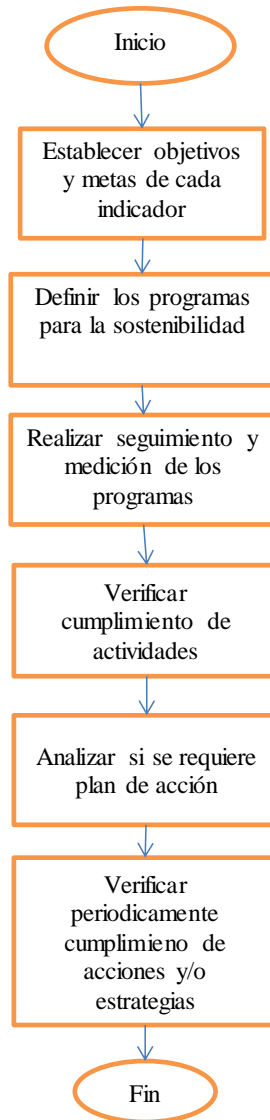 Inicio
Establecer objetivos
y metas de cada
indicador
Definir los programas
para la sostenibilidad
Realizar seguimiento y
medición de los
programas
Verificar
cumplimiento de
actividades
Analizar si se requiere
plan de acción
Verificar
periodicamente
cumplimieno de
acciones y/o
estrategias
Fin